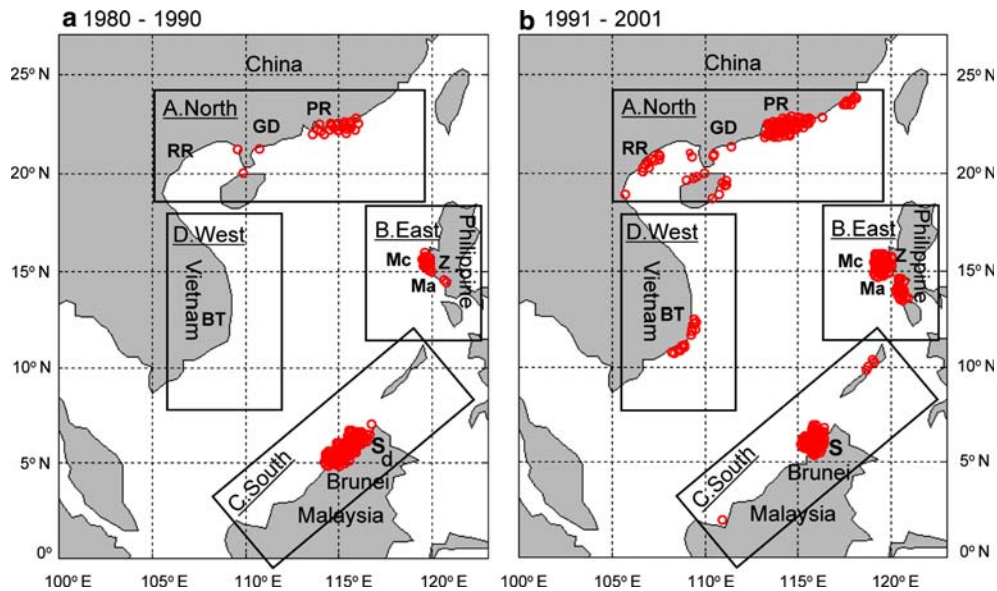 a 1980 - 1990
25° N
20° N
15° N
10° N
5° N
0°
100° E
105° E
110° E
115° E
120° E
China
A.North
PR
GD
RR
D.West
Vietnam
BT
B.East
Philippine
Mc
Z
Ma
C.South
S
d
Brunei
Malaysia
b 1991 - 2001
25° N
20° N
15° N
10° N
5° N
0° N
100° E
105° E
110° E
115° E
120° E
China
A.North
PR
GD
RR
D.West
Vietnam
BT
B.East
Philippine
Mc
Z
Ma
C.South
S
Brunei
Malaysia